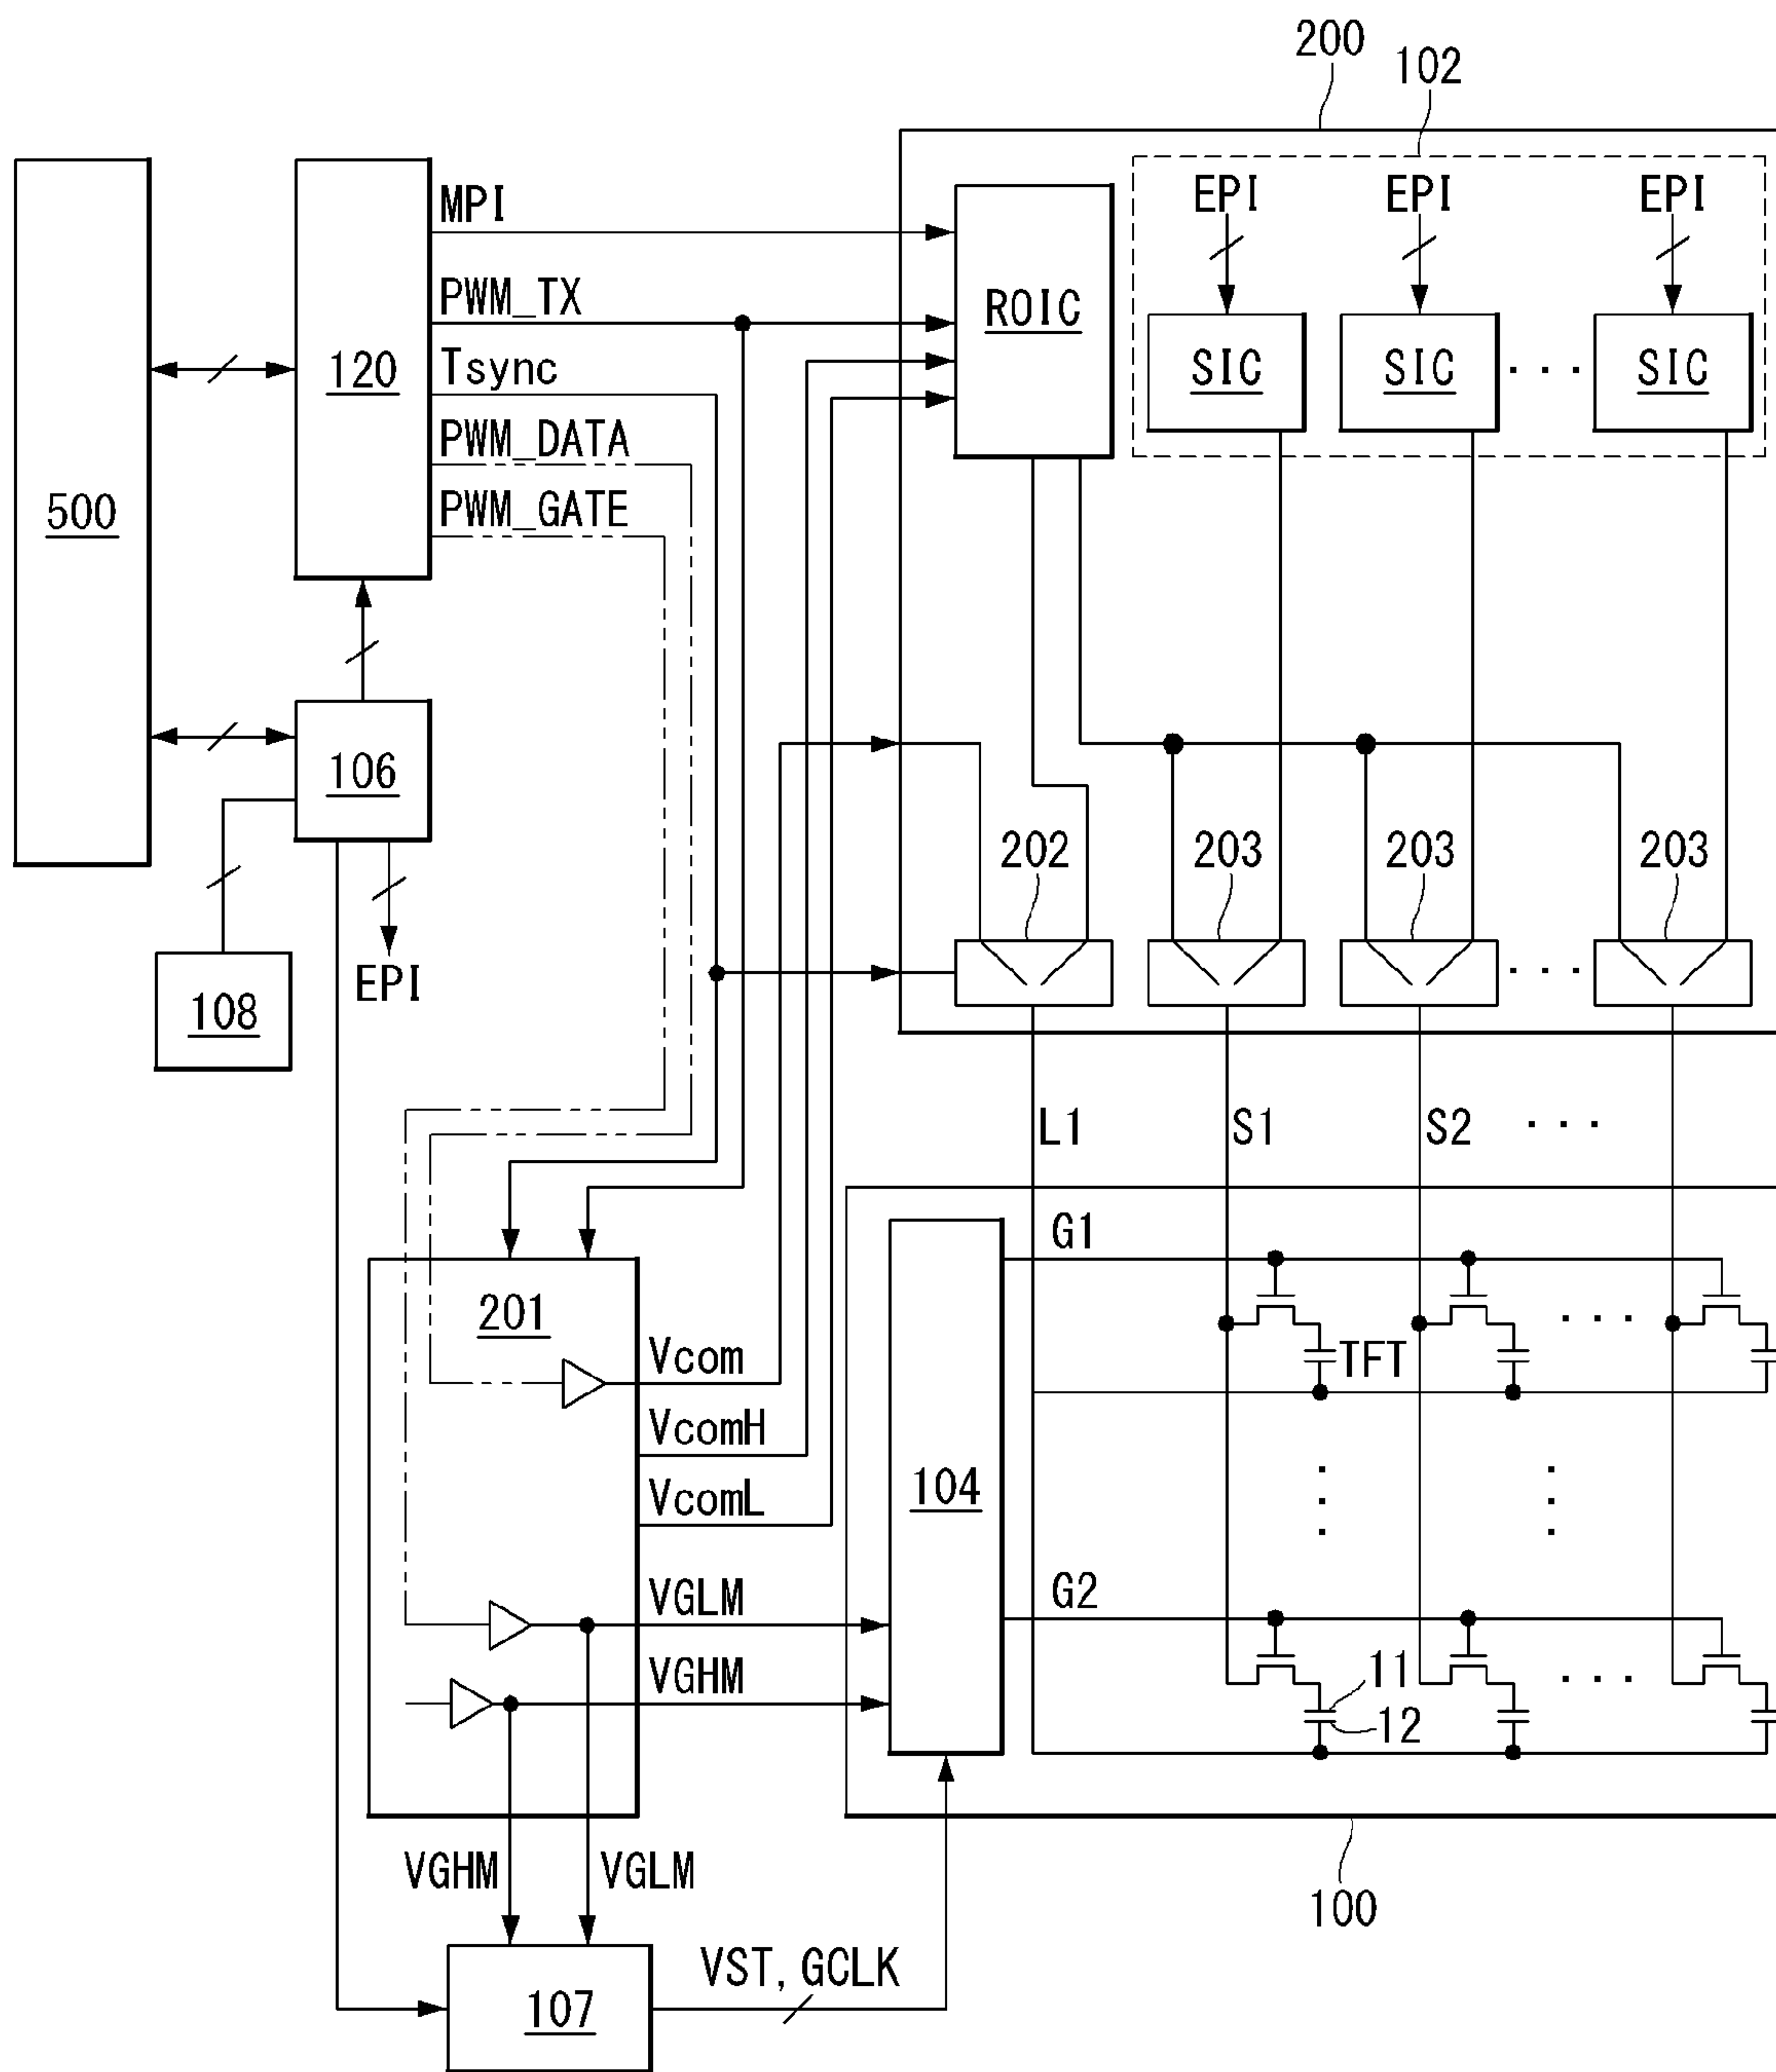 200
102
MPI
EPI
EPI
EPI
PWM_TX
ROIC
120
Tsync
SIC
SIC
...
SIC
PWM_DATA
500
PWM_GATE
106
202
203
203
203
EPI
108
...
L1
S1
S2
...
G1
201
Vcom
TFT
...
VcomH
VcomL
104
VGLM
G2
VGHM
11
...
12
VGHM
VGLM
100
VST, GCLK
107